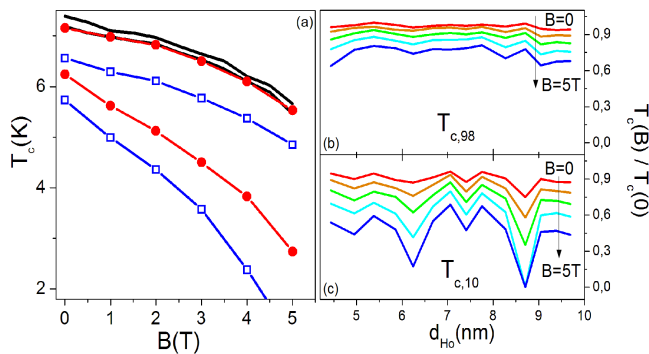 (a)
T_c(K)
6
4
2
0 1 2 3 4 5
B(T)
B=0
B=5T
(b)
T_c,98
0,9
0,6
0,3
0,0
B=0
B=5T
(c)
T_c,10
0,9
0,6
0,3
0,0
T_c(B) / T_c(0)
4 5 6 7 8 9 10
d_Ho(nm)